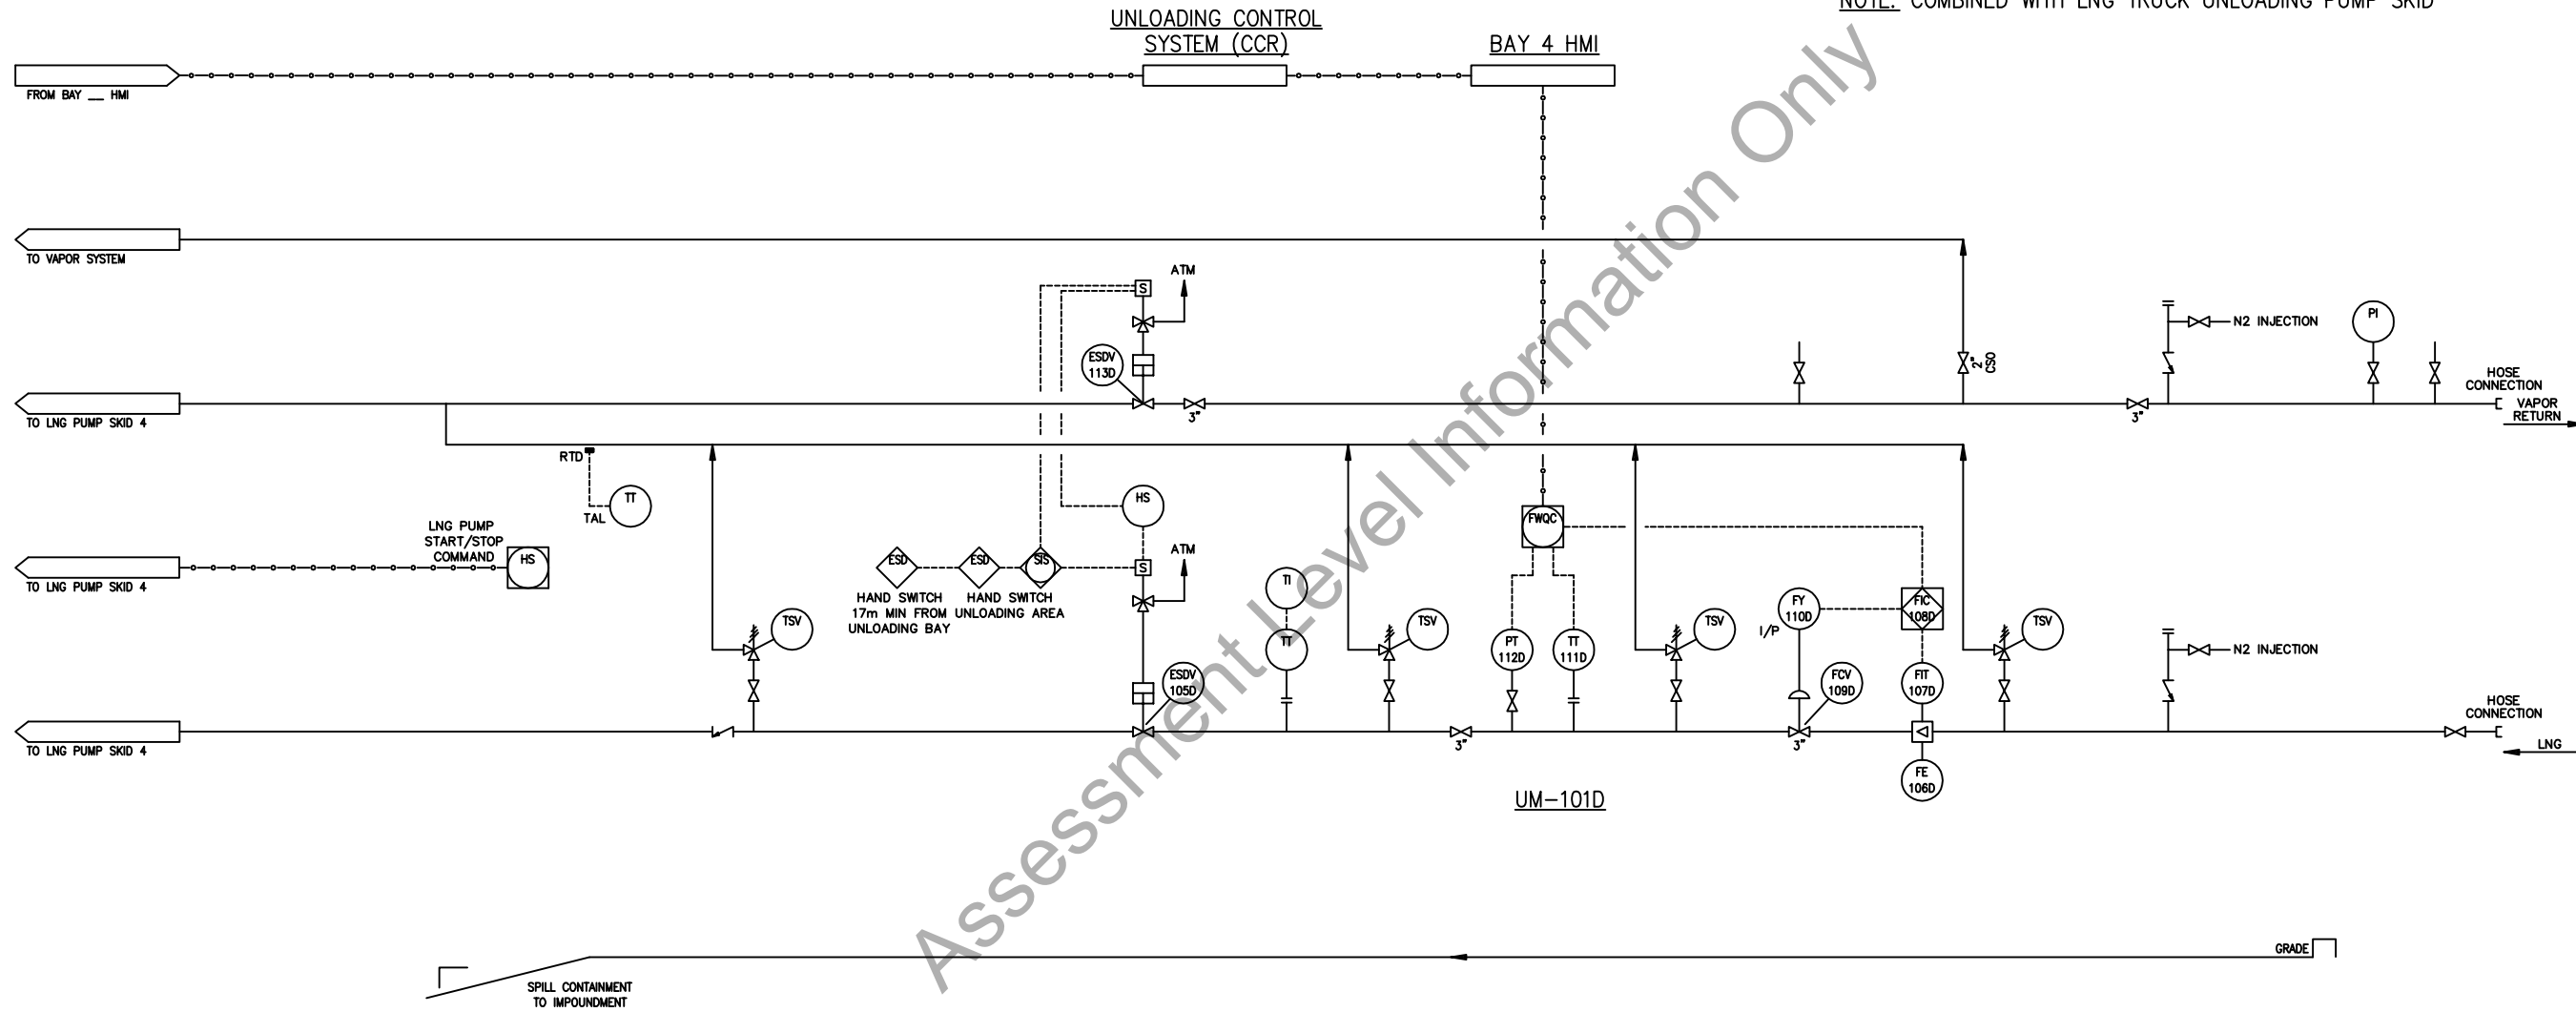 NOTE: COMBINED WITH LNG TRUCK UNLOADING PUMP SKID
UNLOADING CONTROL
SYSTEM (CCR)
BAY 4 HMI
FROM BAY __ HMI
TO VAPOR SYSTEM
ATM
S
ESDV
113D
3"
2"
CSO
3"
N2 INJECTION
PI
HOSE
CONNECTION
VAPOR
RETURN
TO LNG PUMP SKID 4
RTD
TT
TAL
HS
LNG PUMP
START/STOP
COMMAND
HS
TO LNG PUMP SKID 4
ESD
ESD
SIS
S
ATM
HAND SWITCH
17m MIN FROM
UNLOADING BAY
HAND SWITCH
UNLOADING AREA
FWQC
TSV
TI
TT
TSV
PT
112D
TT
111D
TSV
FY
110D
I/P
FIC
108D
TSV
N2 INJECTION
ESDV
105D
FCV
109D
FIT
107D
HOSE
CONNECTION
LNG
TO LNG PUMP SKID 4
3"
3"
FE
106D
UM-101D
GRADE
SPILL CONTAINMENT
TO IMPOUNDMENT
Assessment Level Information Only